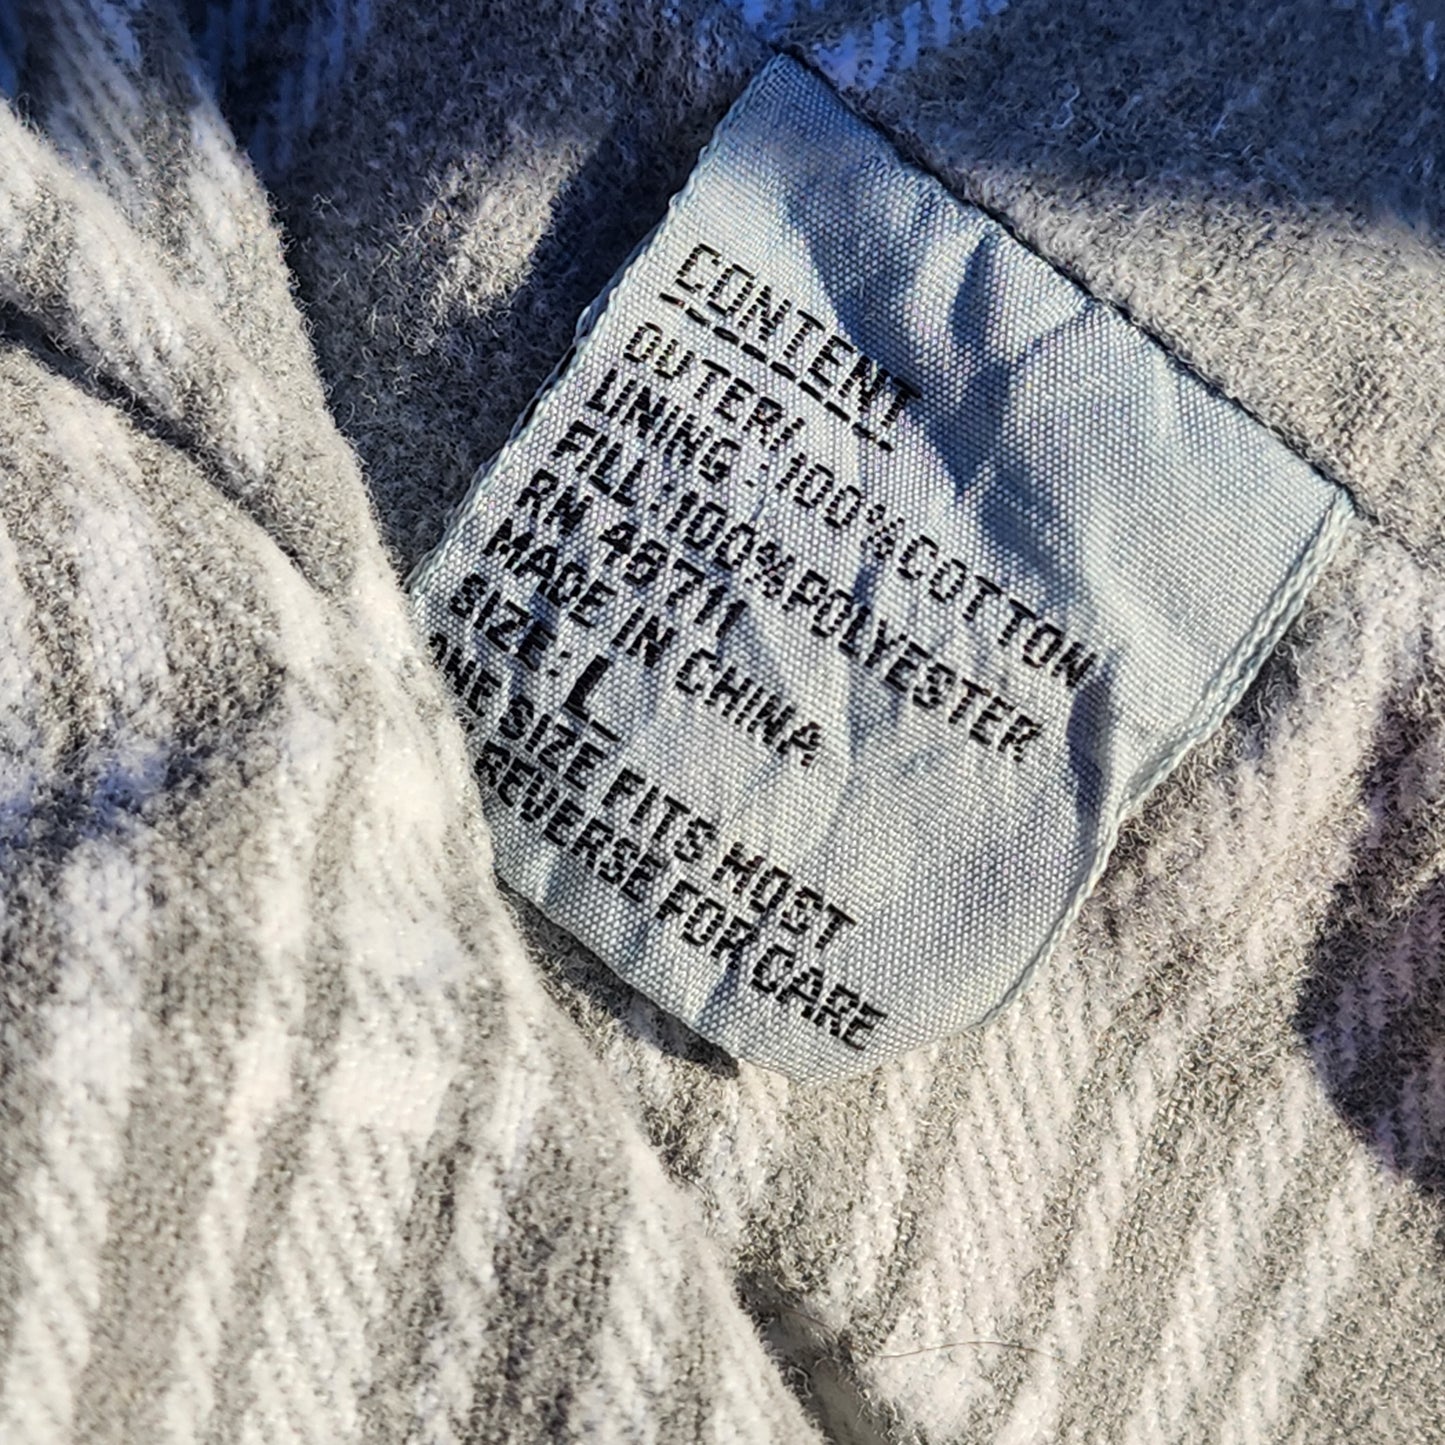 CONTENT
OUTER/
LINING : 100%COTTON
FILL :100%POLYESTER
RN 46711
MADE IN CHINA
SIZE : L
ONE SIZE FITS MOST
REVERSE FOR CARE